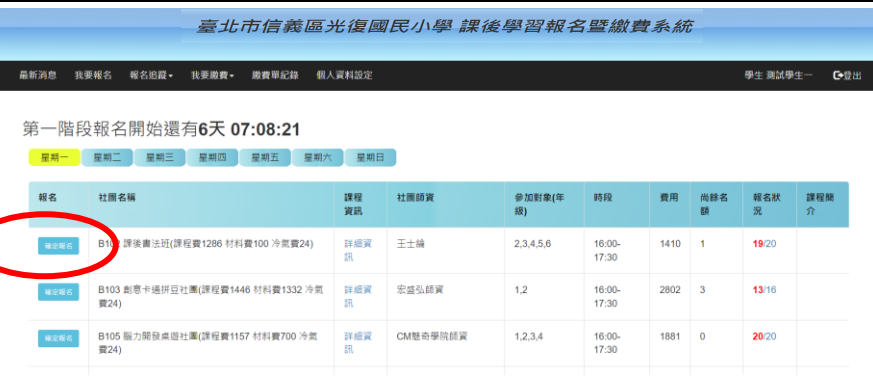 臺北市信義區光復國民小學 課後學習報名暨繳費系統
最新消息 我要報名 報名追蹤 我要繳費 繳費單紀錄 個人資料設定 學生 測試學生一 登出
第一階段報名開始還有6天 07:08:21
星期一 星期二 星期三 星期四 星期五 星期六 星期日
報名 社團名稱 課程資訊 社團師資 參加對象(年級) 時段 費用 尚餘名額 報名狀況 課程簡介
確定報名 B102 課後書法班(課程費1286 材料費100 冷氣費24) 詳細資訊 王士綸 2,3,4,5,6 16:00-17:30 1410 1 19/20
確定報名 B103 創意卡通拼豆社團(課程費1446 材料費1332 冷氣費24) 詳細資訊 宏盛弘師資 1,2 16:00-17:30 2802 3 13/16
確定報名 B105 腦力開發桌遊社團(課程費1157 材料費700 冷氣費24) 詳細資訊 CM魅奇學院師資 1,2,3,4 16:00-17:30 1881 0 20/20